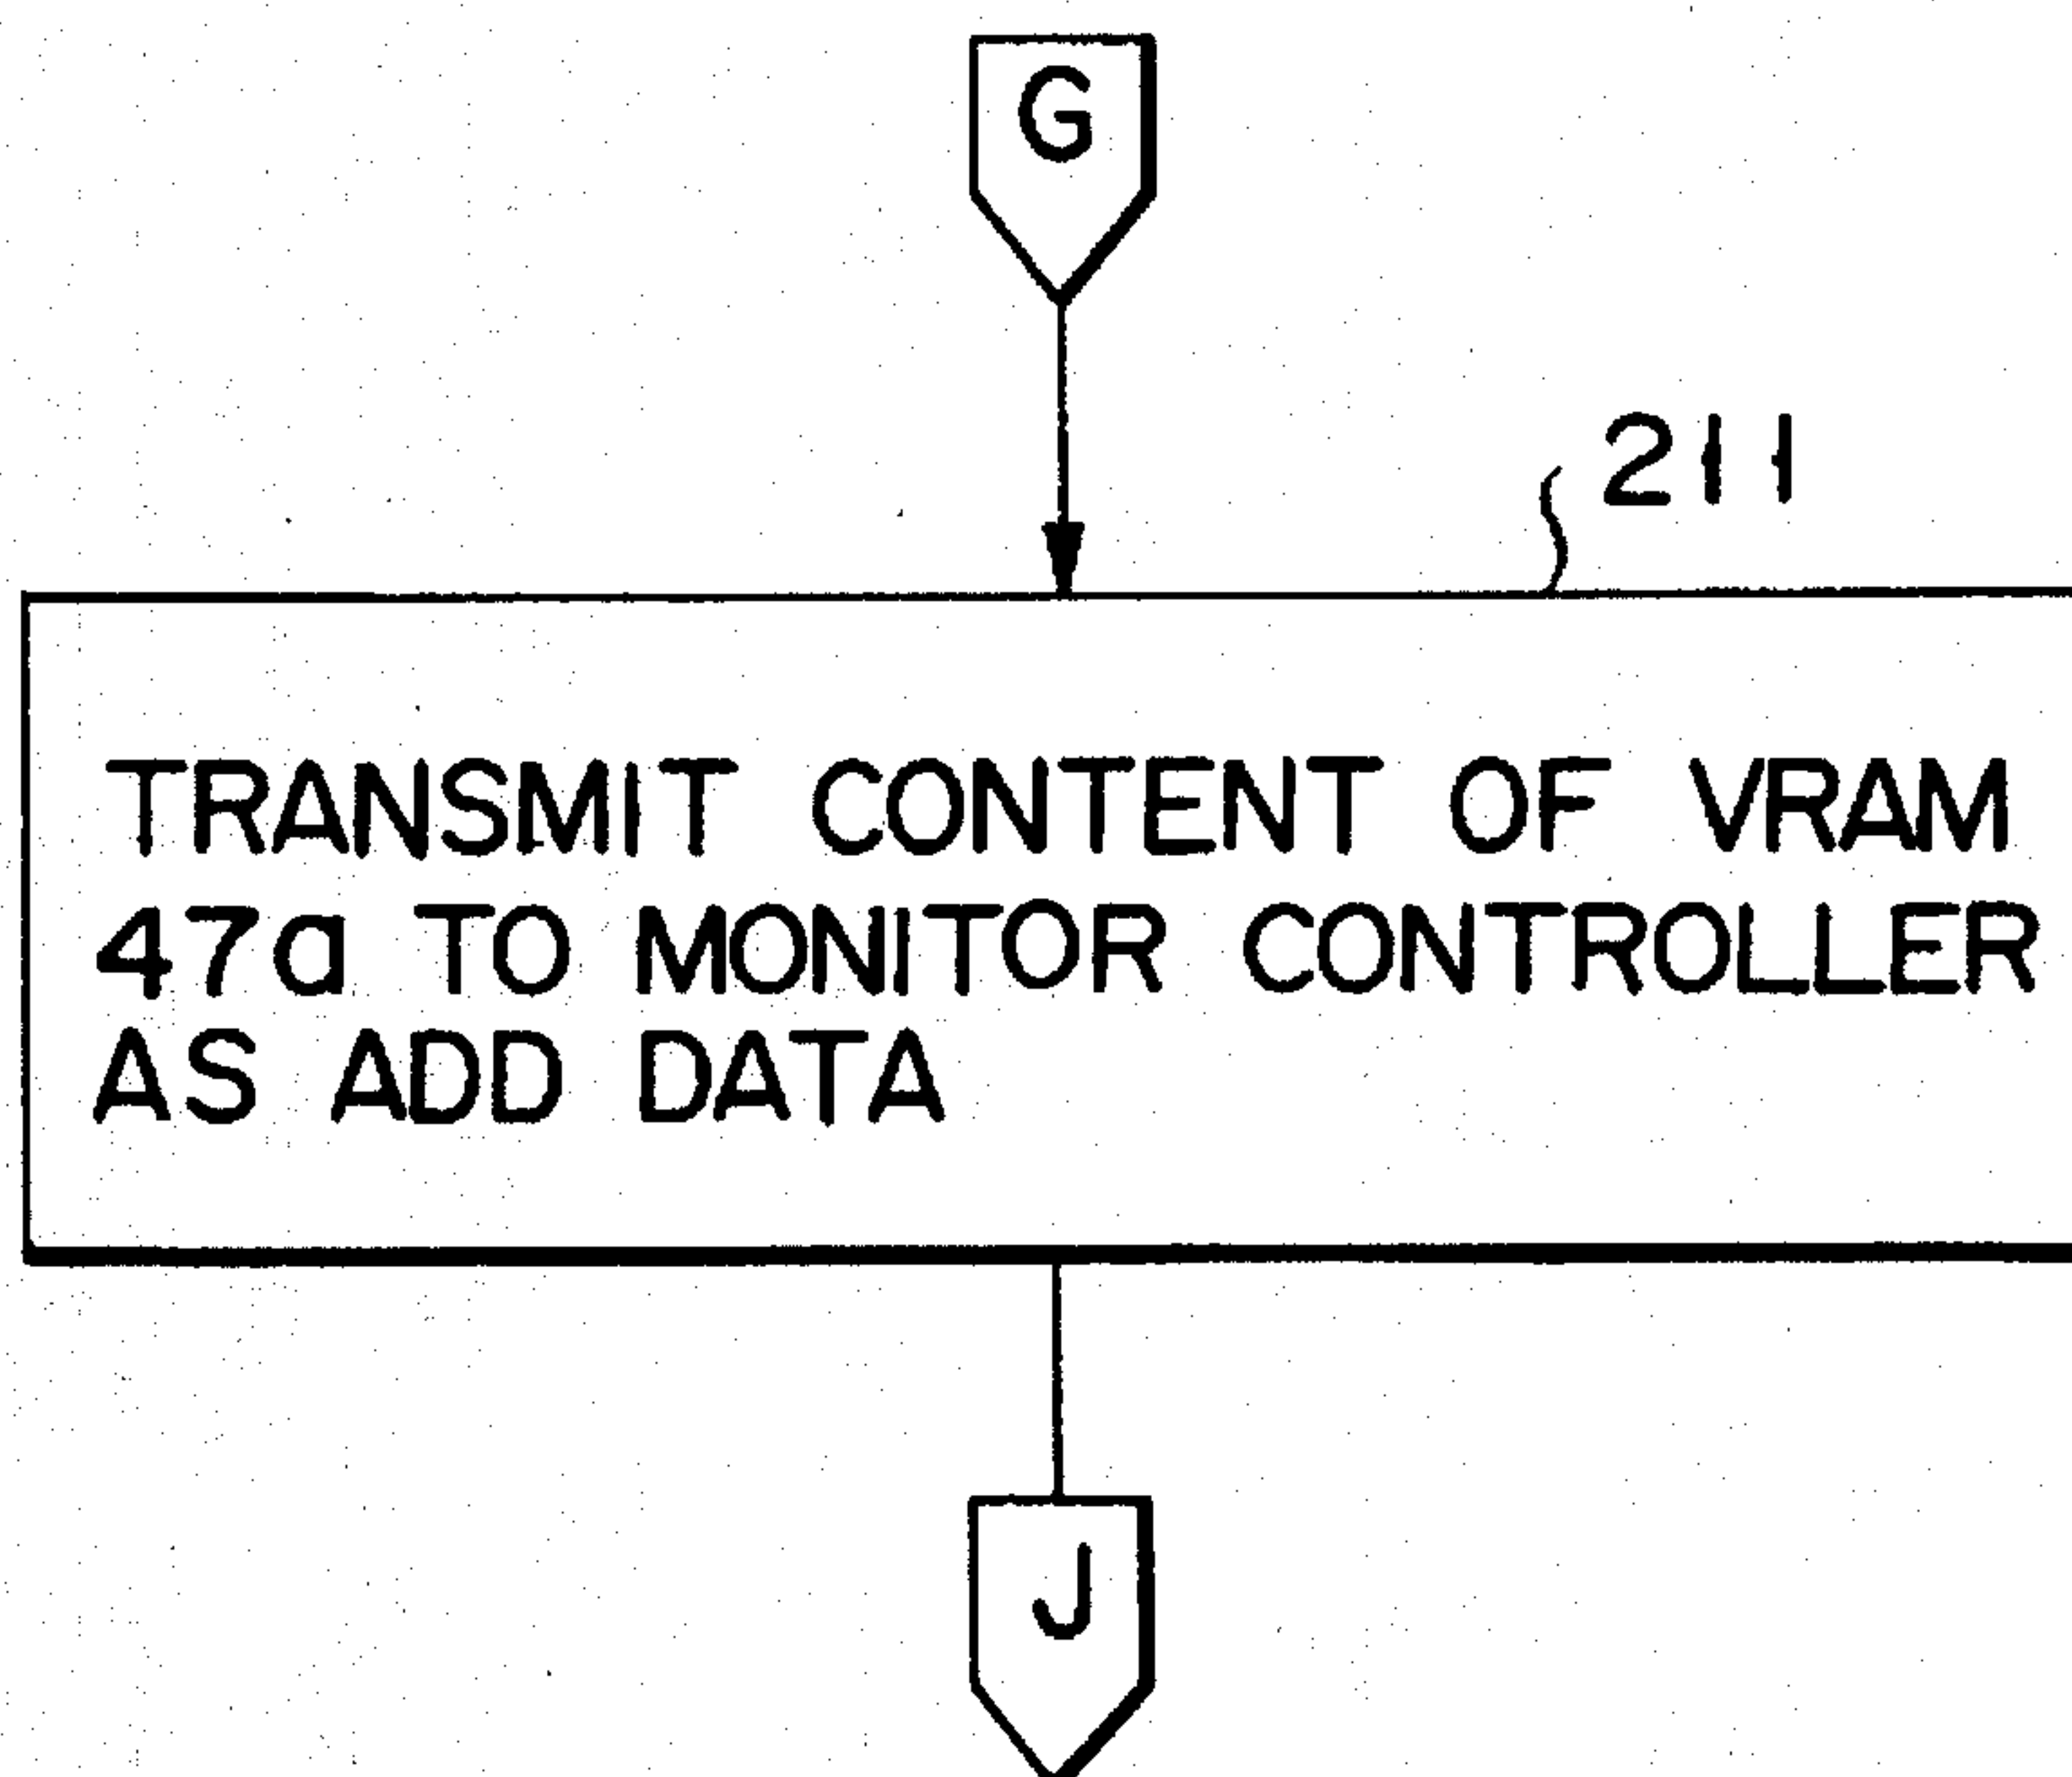 G
211
TRANSMIT CONTENT OF VRAM
47a TO MONITOR CONTROLLER
AS ADD DATA
J